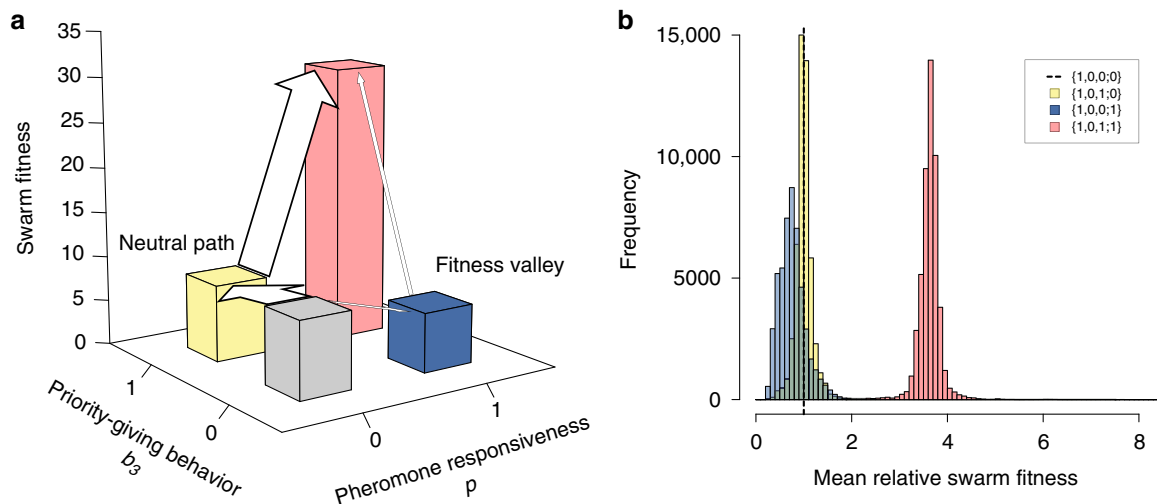 a
35
30
25
20
15
10
5
0
Swarm fitness
Neutral path
Fitness valley
1
0
Priority-giving behavior
b3
0
1
Pheromone responsiveness
p
b
15,000
10,000
5000
0
Frequency
{1,0,0;0}
{1,0,1;0}
{1,0,0;1}
{1,0,1;1}
0 2 4 6 8
Mean relative swarm fitness